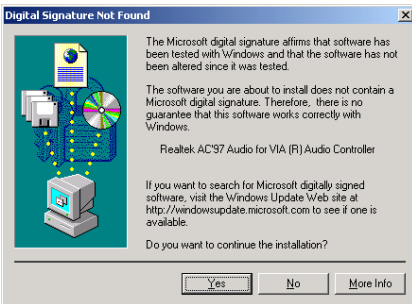 Digital Signature Not Found
The Microsoft digital signature affirms that software has
been tested with Windows and that the software has not
been altered since it was tested.
The software you are about to install does not contain a
Microsoft digital signature. Therefore, there is no
guarantee that this software works correctly with
Windows.
Realtek AC'97 Audio for VIA (R) Audio Controller
If you want to search for Microsoft digitally signed
software, visit the Windows Update Web site at
http://windowsupdate.microsoft.com to see if one is
available.
Do you want to continue the installation?
Yes No More Info